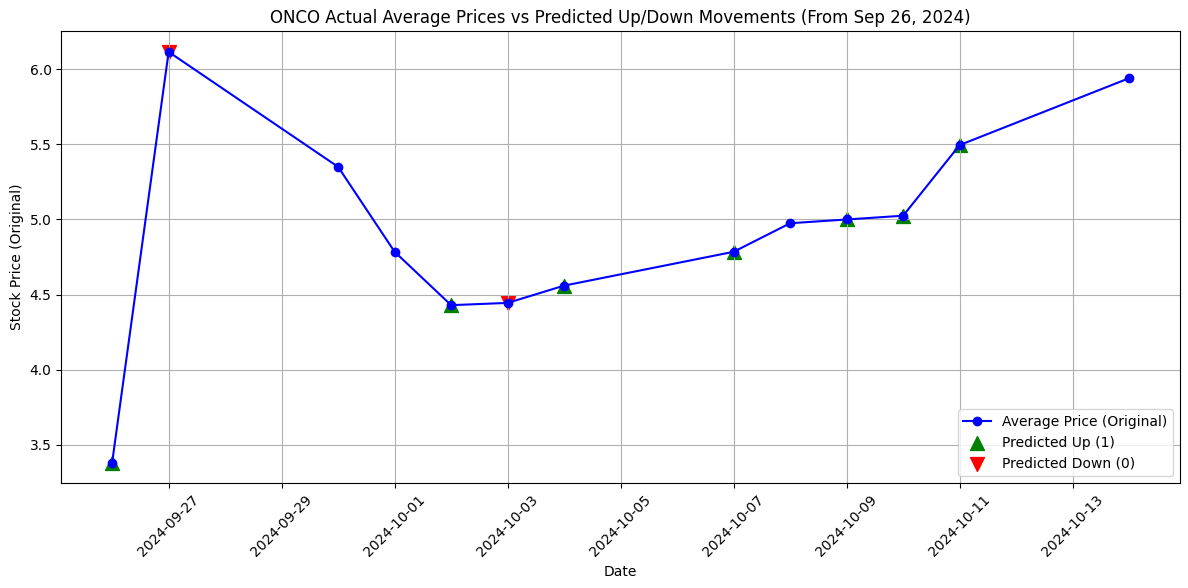 ONCO Actual Average Prices vs Predicted Up/Down Movements (From Sep 26, 2024)
Stock Price (Original)
6.0
5.5
5.0
4.5
4.0
3.5
Average Price (Original)
Predicted Up (1)
Predicted Down (0)
2024-09-27
2024-09-29
2024-10-01
2024-10-03
2024-10-05
2024-10-07
2024-10-09
2024-10-11
2024-10-13
Date